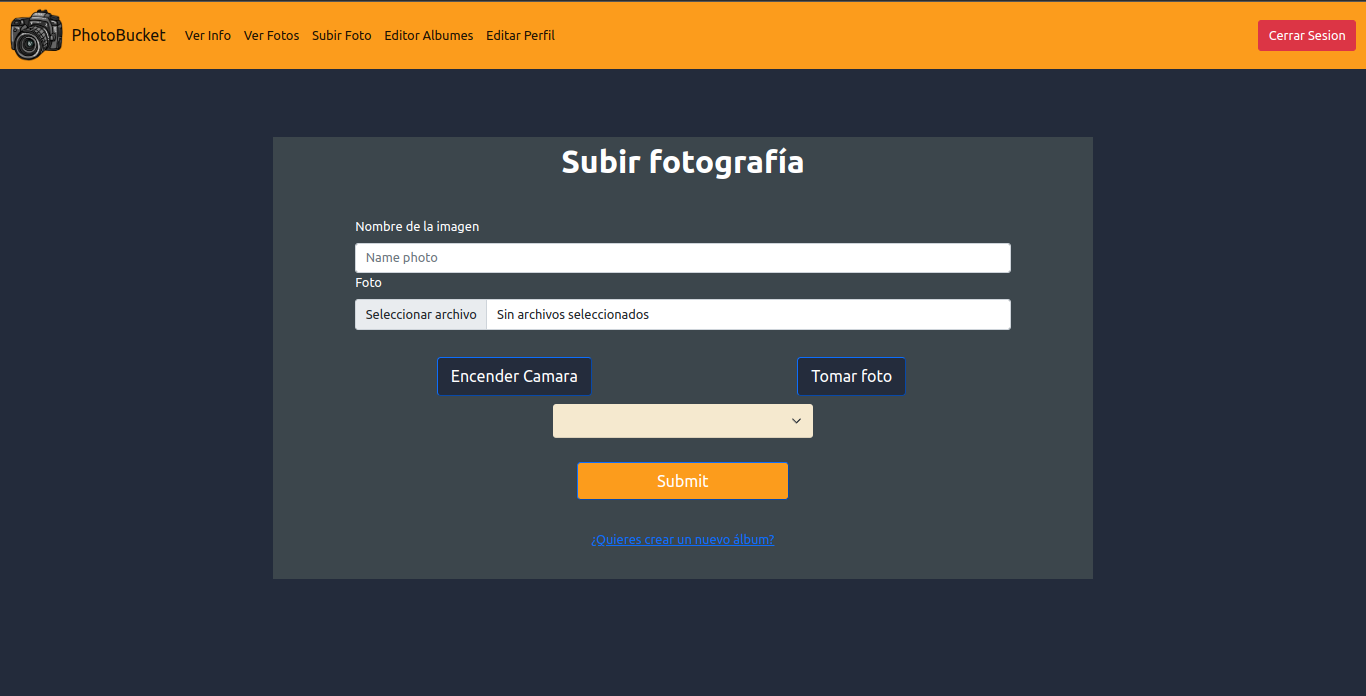 PhotoBucket Ver Info Ver Fotos Subir Foto Editor Albumes Editar Perfil Cerrar Sesion
Subir fotografía
Nombre de la imagen
Name photo
Foto
Seleccionar archivo Sin archivos seleccionados
Encender Camara Tomar foto
Submit
¿Quieres crear un nuevo álbum?